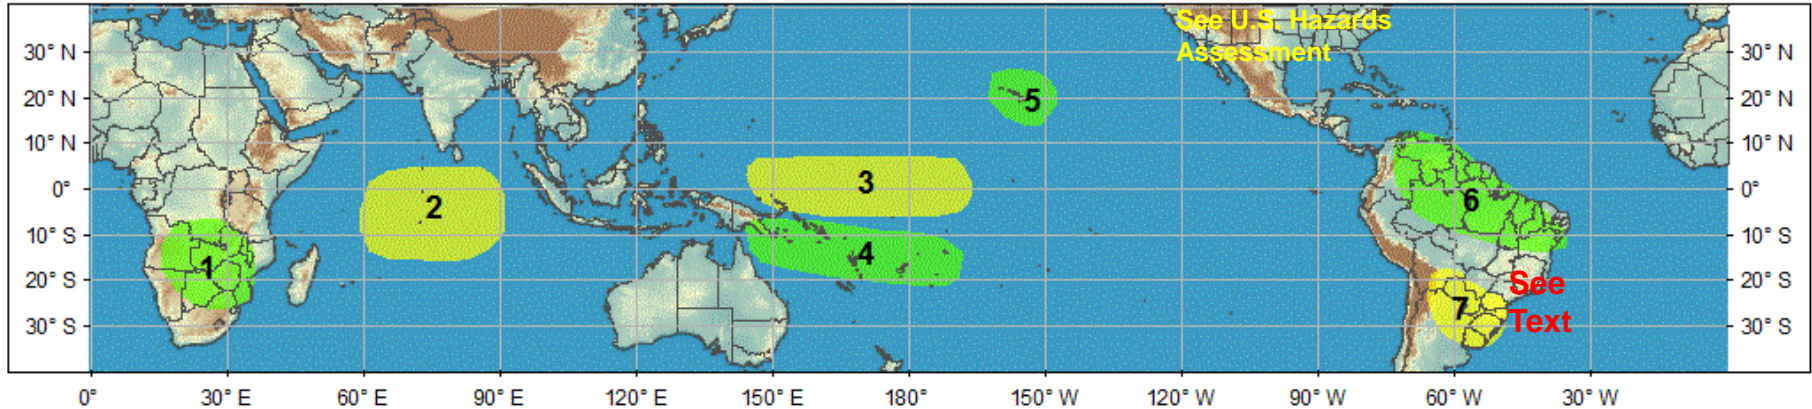 See U.S. Hazards
Assessment
30° N
30° N
20° N
5
20° N
10° N
10° N
0°
2
3
6
0°
10° S
1
4
10° S
20° S
See
20° S
30° S
7
Text
30° S
0°
30° E
60° E
90° E
120° E
150° E
180°
150° W
120° W
90° W
60° W
30° W